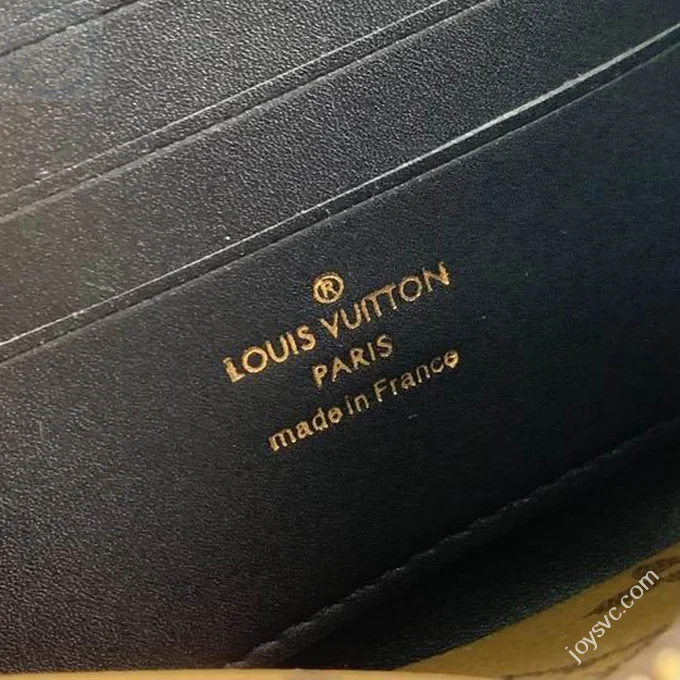 ®
LOUIS VUITTON
PARIS
made in France
joysvc.com